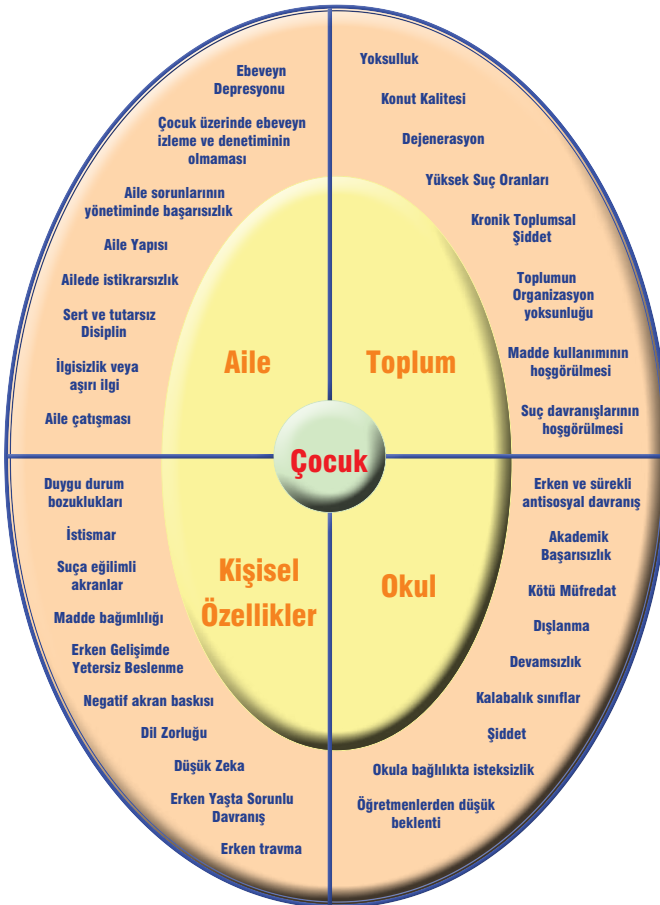 Ebeveyn
Depresyonu
Çocuk üzerinde ebeveyn
izleme ve denetiminin
olmaması
Aile sorunlarının
yönetiminde başarısızlık
Aile Yapısı
Ailede istikrarsızlık
Sert ve tutarsız
Disiplin
İlgisizlik veya
aşırı ilgi
Aile çatışması
Aile
Yoksulluk
Konut Kalitesi
Dejenerasyon
Yüksek Suç Oranları
Kronik Toplumsal
Şiddet
Toplumun
Organizasyon
yoksunluğu
Madde kullanımının
hoşgörülmesi
Suç davranışlarının
hoşgörülmesi
Toplum
Çocuk
Duygu durum
bozuklukları
İstismar
Suça eğilimli
akranlar
Madde bağımlılığı
Erken Gelişimde
Yetersiz Beslenme
Negatif akran baskısı
Dil Zorluğu
Düşük Zeka
Erken Yaşta Sorunlu
Davranış
Erken travma
Kişisel
Özellikler
Erken ve sürekli
antisosyal davranış
Akademik
Başarısızlık
Kötü Müfredat
Dışlanma
Devamsızlık
Kalabalık sınıflar
Şiddet
Okula bağlılıkta isteksizlik
Öğretmenlerden düşük
beklenti
Okul